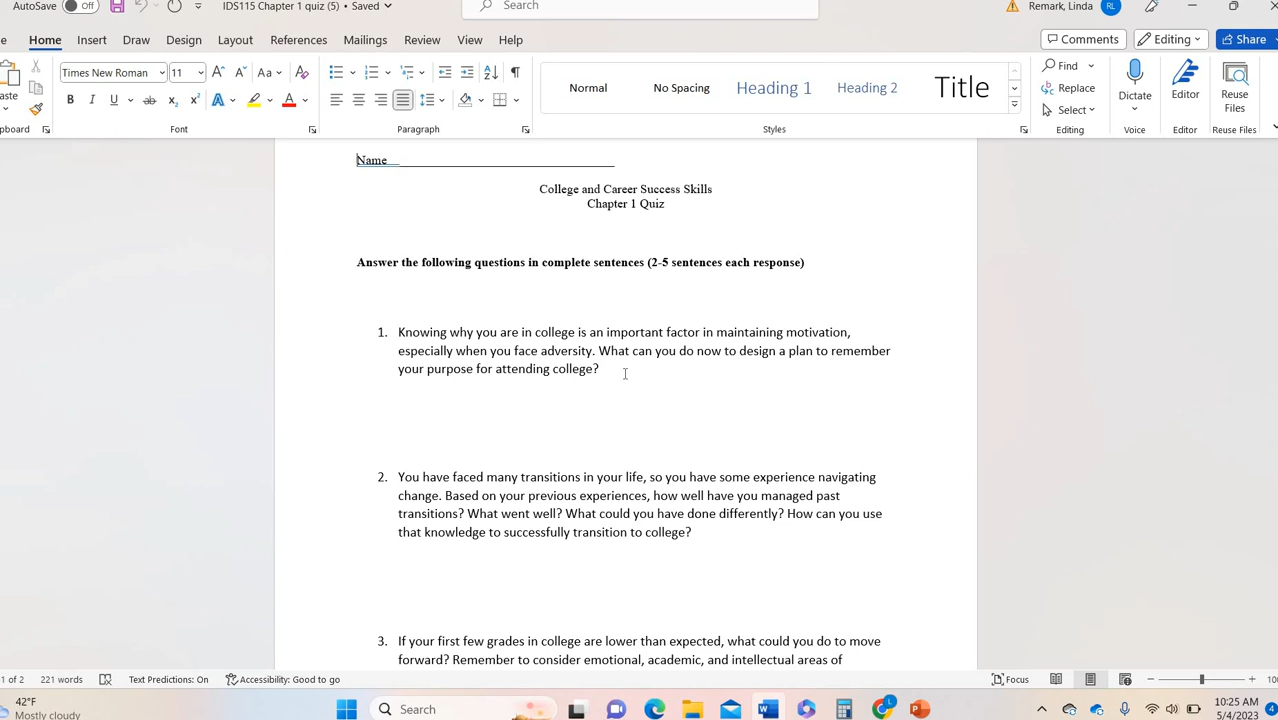 AutoSave Off IDS115 Chapter 1 quiz (5) • Saved Search Remark, Linda RL
Home Insert Draw Design Layout References Mailings Review View Help Comments Editing Share
Times New Roman 11 Aa Normal No Spacing Heading 1 Heading 2 Title Find Replace Select Dictate Editor Reuse Files
Font Paragraph Styles Editing Voice Editor Reuse Files
Name
College and Career Success Skills
Chapter 1 Quiz
Answer the following questions in complete sentences (2-5 sentences each response)
1. Knowing why you are in college is an important factor in maintaining motivation,
especially when you face adversity. What can you do now to design a plan to remember
your purpose for attending college?
2. You have faced many transitions in your life, so you have some experience navigating
change. Based on your previous experiences, how well have you managed past
transitions? What went well? What could you have done differently? How can you use
that knowledge to successfully transition to college?
3. If your first few grades in college are lower than expected, what could you do to move
forward? Remember to consider emotional, academic, and intellectual areas of
1 of 2 221 words Text Predictions: On Accessibility: Good to go Focus
42°F
Mostly cloudy
Search
10:25 AM
5/4/2023